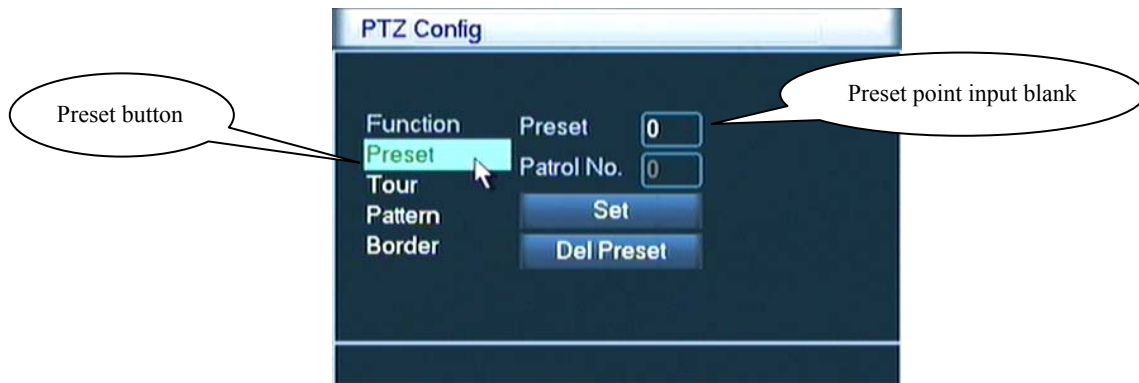 PTZ Config
Preset button
Preset point input blank
Function
Preset
Tour
Pattern
Border
Preset 0
Patrol No. 0
Set
Del Preset